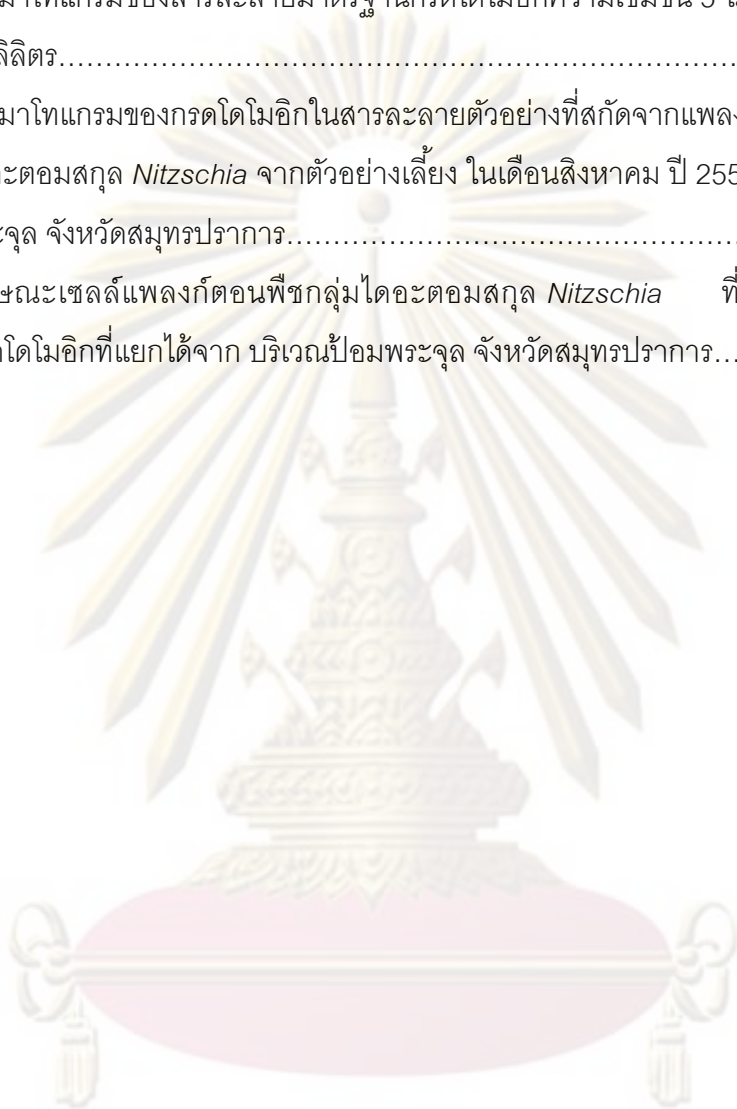 มาโทแกรมของสารละลายมาตรฐานกรดโดโมอิกความเข้มข้น 5
ลิลิตร……………………………………………………………
มาโทแกรมของกรดโดโมอิกในสารละลายตัวอย่างที่สกัดจากแพลง
อะตอมสกุล Nitzschia จากตัวอย่างเลี้ยง ในเดือนสิงหาคม ปี 255
ะจุล จังหวัดสมุทรปราการ……………………………………
ษณะเซลล์แพลงก์ตอนพืชกลุ่มไดอะตอมสกุล Nitzschia ที่
โดโมอิกที่แยกได้จาก บริเวณป้อมพระจุล จังหวัดสมุทรปราการ…